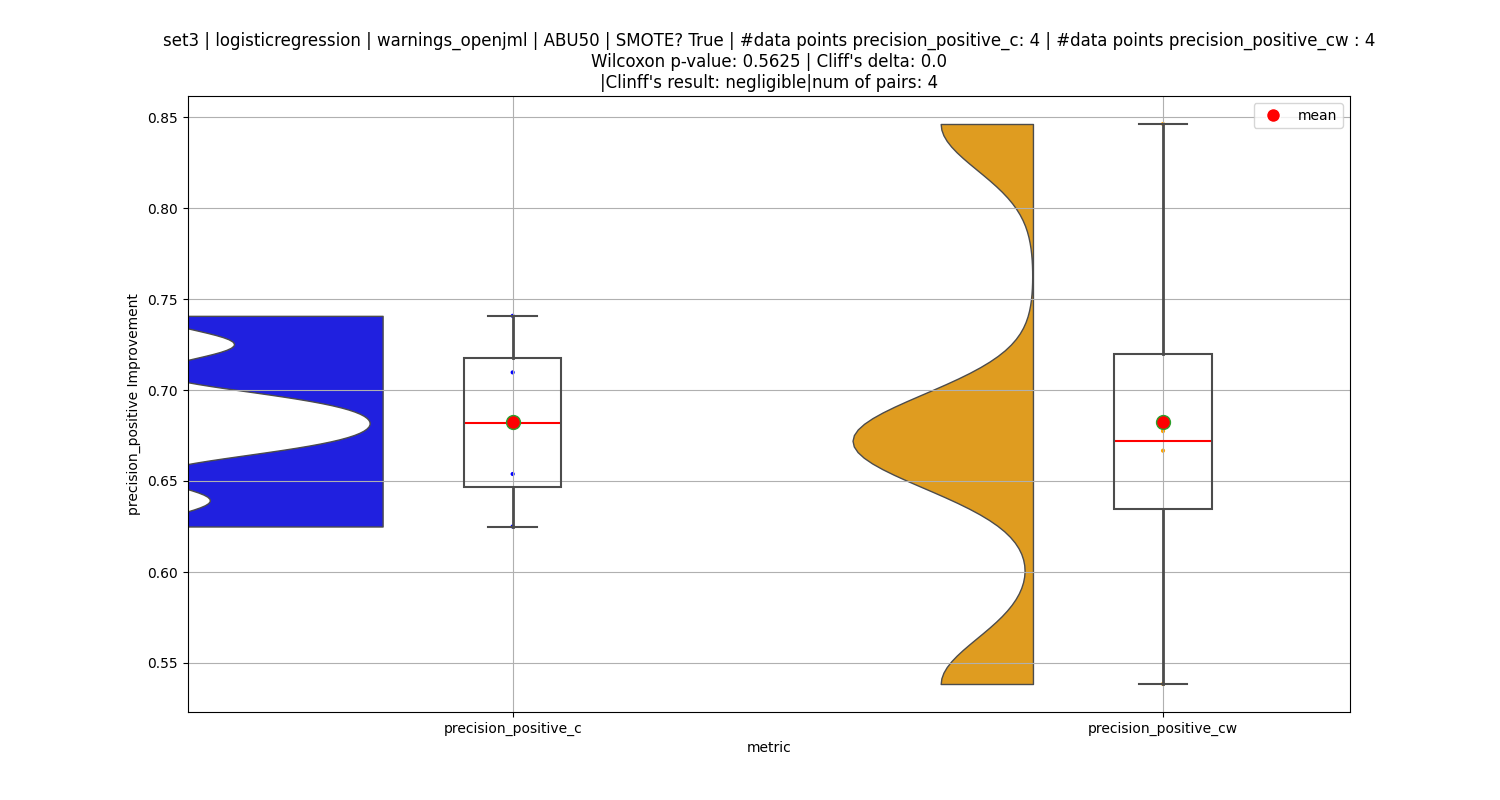 set3 | logisticregression | warnings_openjml | ABU50 | SMOTE? True | #data points precision_positive_c: 4 | #data points precision_positive_cw : 4
Wilcoxon p-value: 0.5625 | Cliff's delta: 0.0
|Clinff's result: negligible|num of pairs: 4
mean
0.85
0.80
0.75
0.70
0.65
0.60
0.55
precision_positive Improvement
precision_positive_c
precision_positive_cw
metric